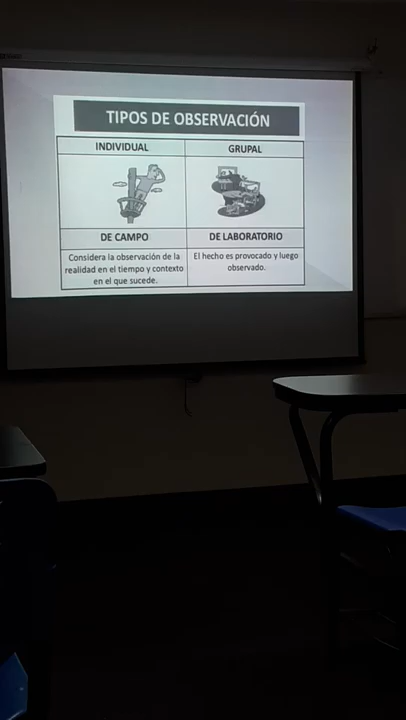 TIPOS DE OBSERVACIÓN
INDIVIDUAL
GRUPAL
DE CAMPO
DE LABORATORIO
Considera la observación de la
realidad en el tiempo y contexto
en el que sucede.
El hecho es provocado y luego
observado.